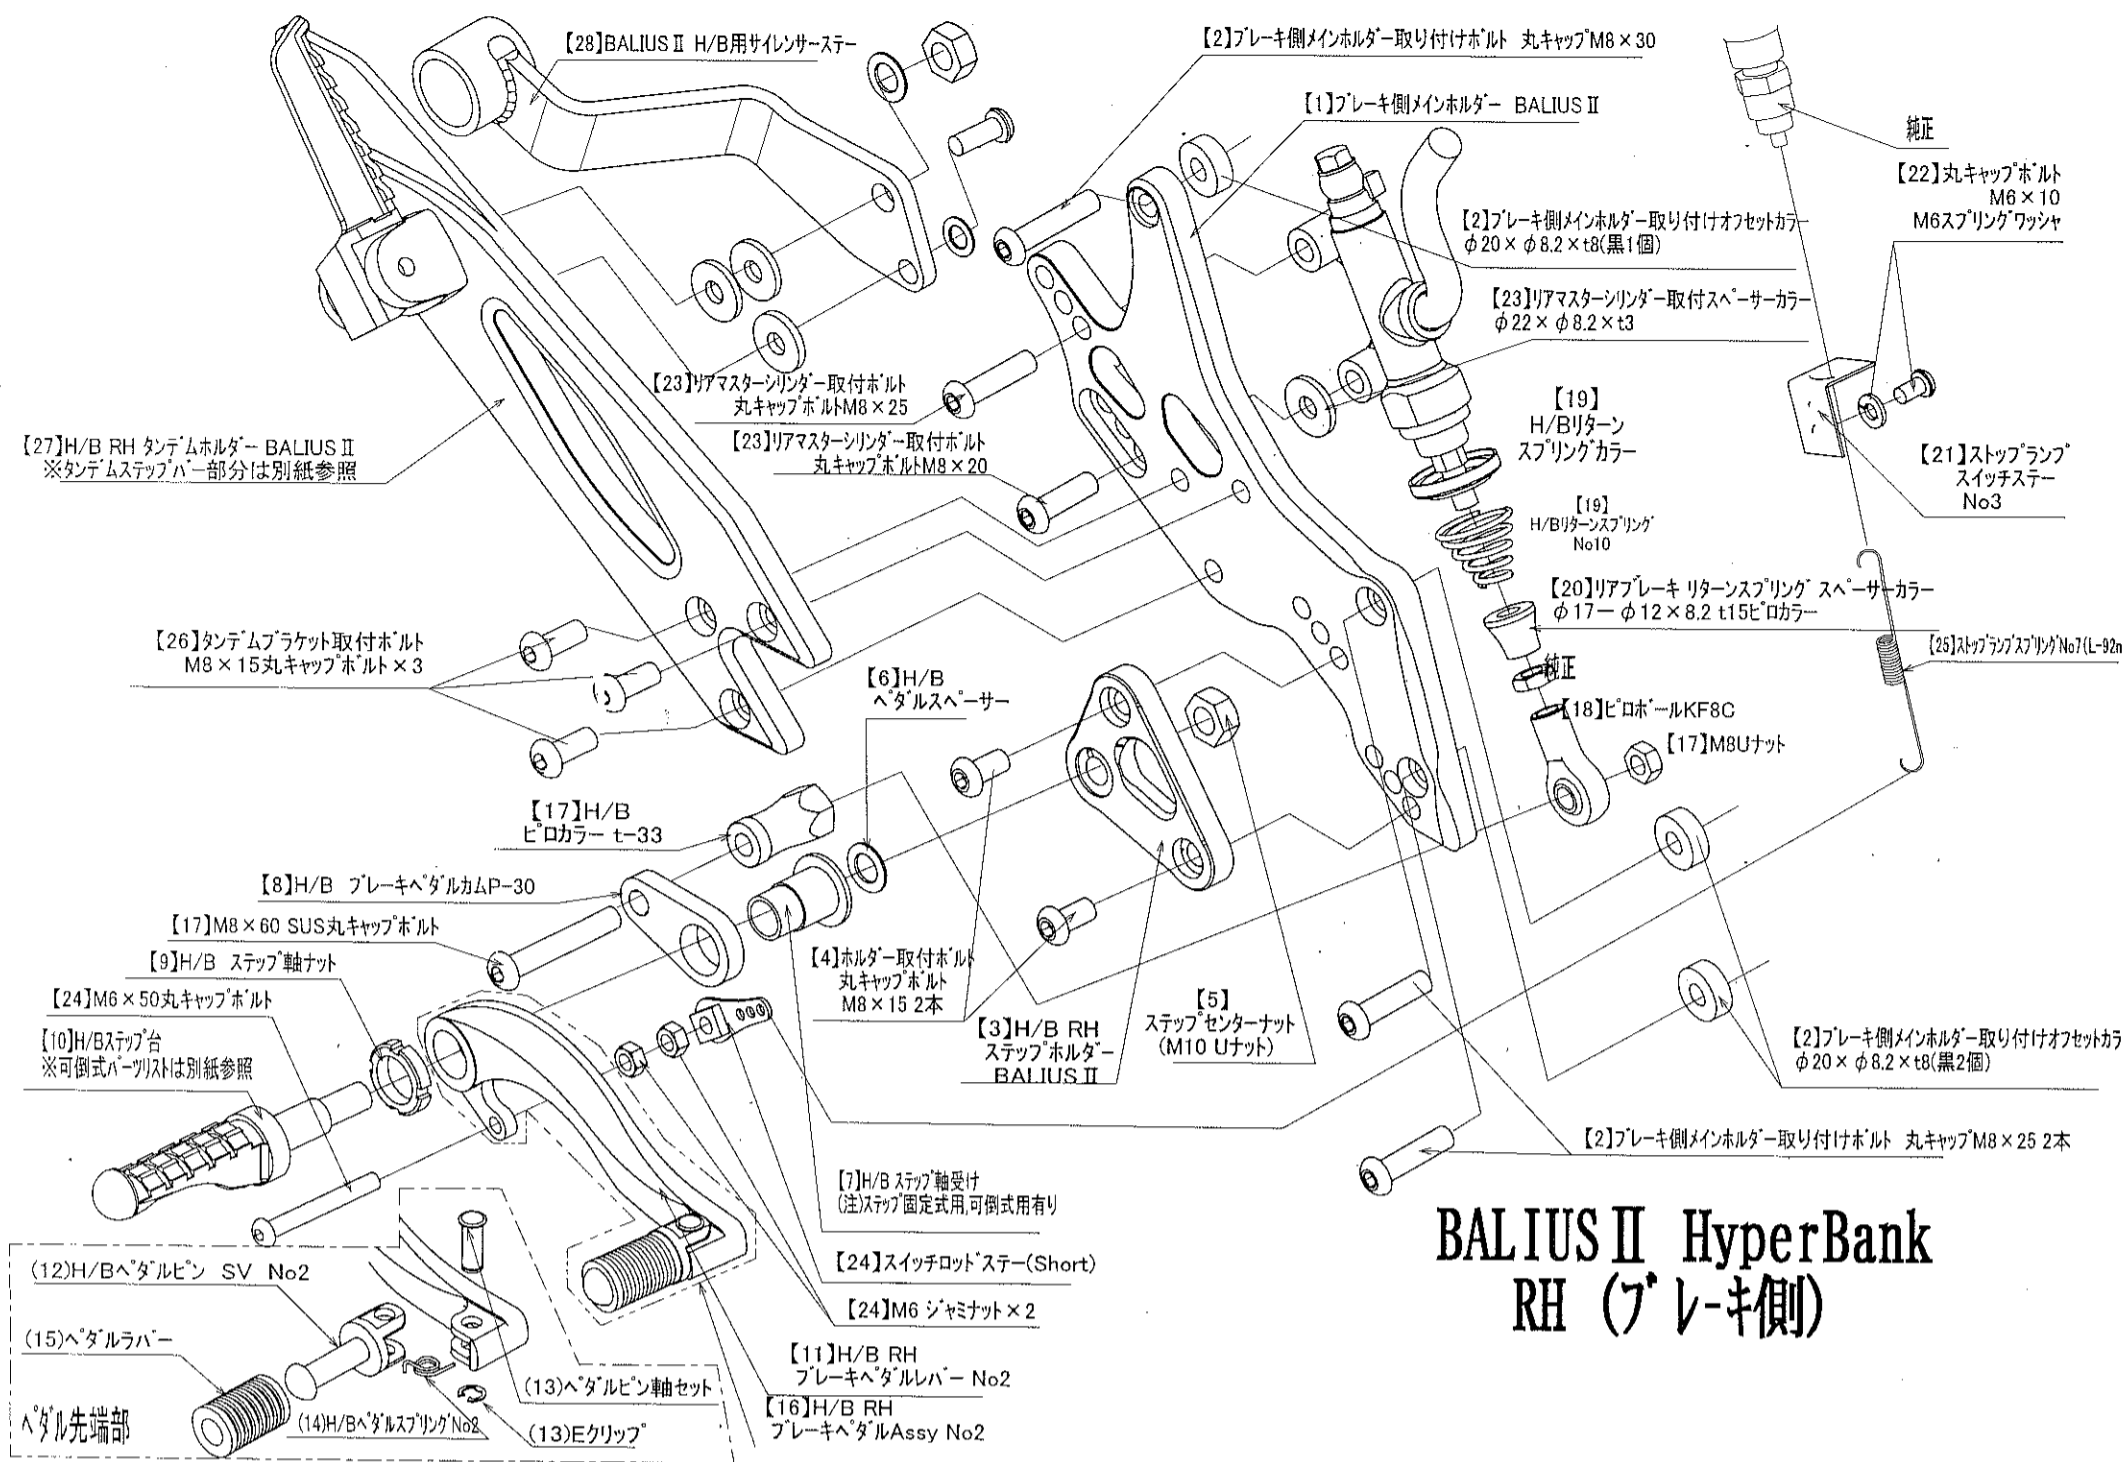 【28】BALIUSⅡ H/B用サイレンサーステー
【2】ブレーキ側メインホルダー取り付けボルト 丸キャップM8×30
【1】ブレーキ側メインホルダー BALIUSⅡ
純正
【22】丸キャップボルト
M6×10
M6スプリングワッシャ
【2】ブレーキ側メインホルダー取り付けオフセットカラー
φ20×φ8.2×t8(黒1個)
【23】リアマスターシリンダー取付スペーサーカラー
φ22×φ8.2×t3
【23】リアマスターシリンダー取付ボルト
丸キャップボルトM8×25
【23】リアマスターシリンダー取付ボルト
丸キャップボルトM8×20
【27】H/B RH タンデムホルダー BALIUSⅡ
※タンデムステップバー部分は別紙参照
【19】
H/Bリターン
スプリングカラー
【21】ストップランプ
スイッチステー
No3
【19】
H/Bリターンスプリング
No10
【20】リアブレーキ リターンスプリング スペーサーカラー
φ17ーφ12×8.2 t15ピロカラー
【26】タンデムブラケット取付ボルト
M8×15丸キャップボルト×3
【25】ストップランプスプリングNo7(L-92m
純正
【6】H/B
ペダルスペーサー
【18】ピロボールKF8C
【17】M8Uナット
【17】H/B
ピロカラー t-33
【8】H/B ブレーキペダルカムP-30
【17】M8×60 SUS丸キャップボルト
【9】H/B ステップ軸ナット
【24】M6×50丸キャップボルト
【10】H/Bステップ台
※可倒式パーツリストは別紙参照
【4】ホルダー取付ボルト
丸キャップボルト
M8×15 2本
【3】H/B RH
ステップホルダー
BALIUSⅡ
【5】
ステップセンターナット
(M10 Uナット)
【2】ブレーキ側メインホルダー取り付けオフセットカラ
φ20×φ8.2×t8(黒2個)
【2】ブレーキ側メインホルダー取り付けボルト 丸キャップM8×25 2本
【7】H/B ステップ軸受け
(注)ステップ固定式用,可倒式用有り
【24】スイッチロッドステー(Short)
【24】M6 ジャミナット×2
【11】H/B RH
ブレーキペダルレバー No2
【16】H/B RH
ブレーキペダルAssy No2
(12)H/Bペダルピン SV No2
(15)ペダルラバー
(13)ペダルピン軸セット
(14)H/BペダルスプリングNo2
(13)Eクリップ
ペダル先端部
BALIUSⅡ HyperBank
RH (ブレーキ側)